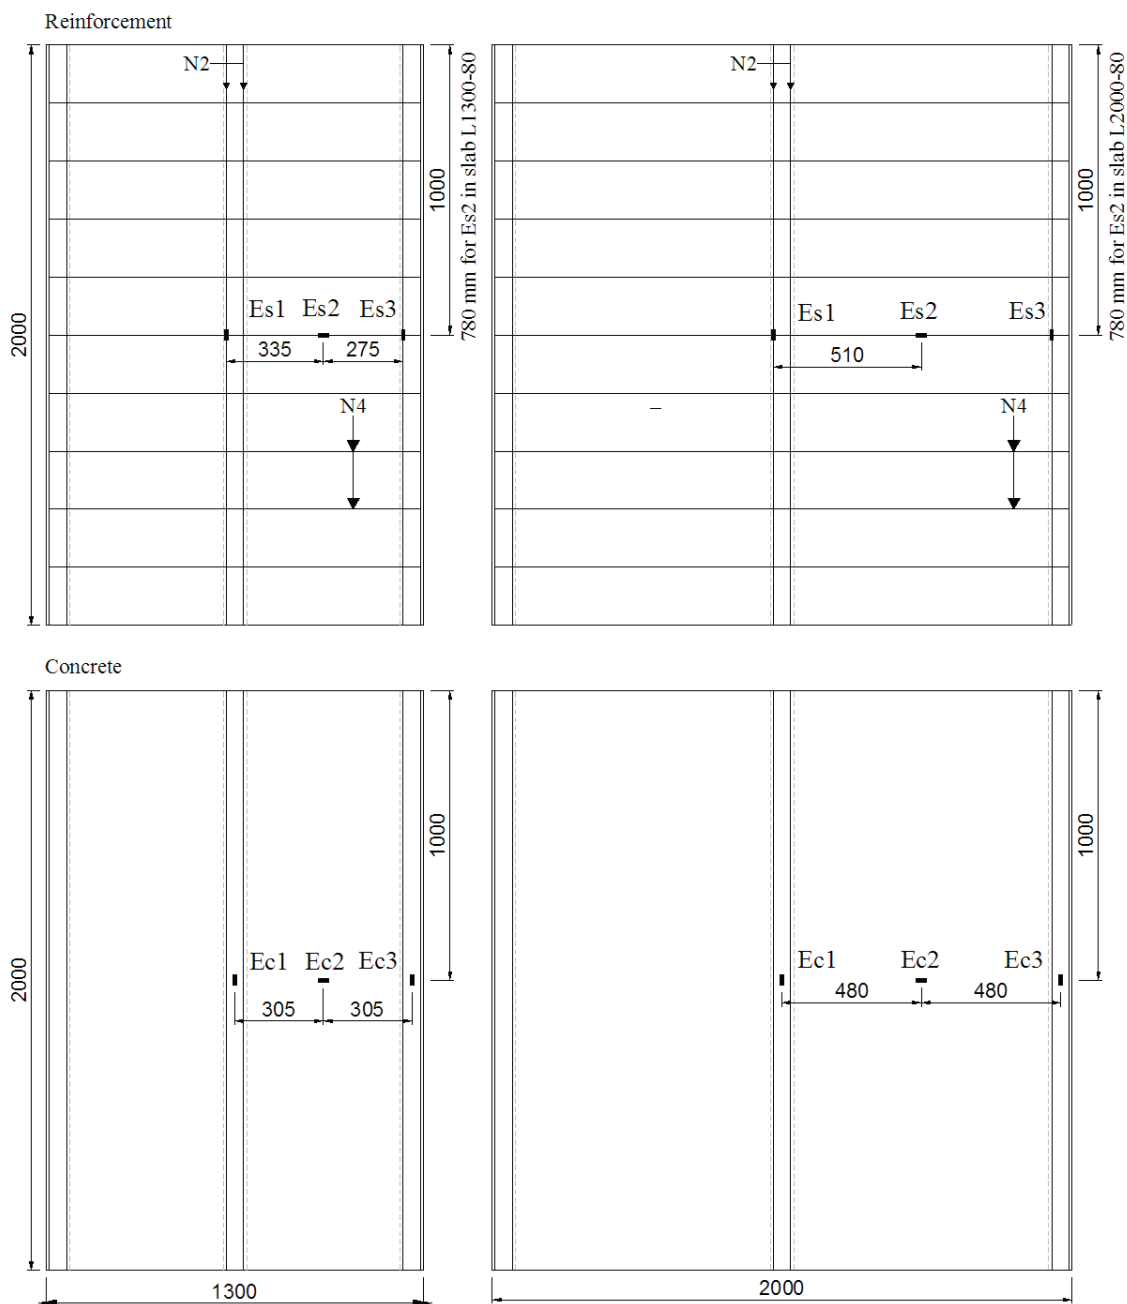 Reinforcement
N2
N2
1000
780 mm for Es2 in slab L1300-80
1000
780 mm for Es2 in slab L2000-80
2000
Es1 Es2 Es3
Es1 Es2 Es3
335 275
510
N4
N4
Concrete
1000
1000
2000
Ec1 Ec2 Ec3
Ec1 Ec2 Ec3
305 305
480 480
1300
2000